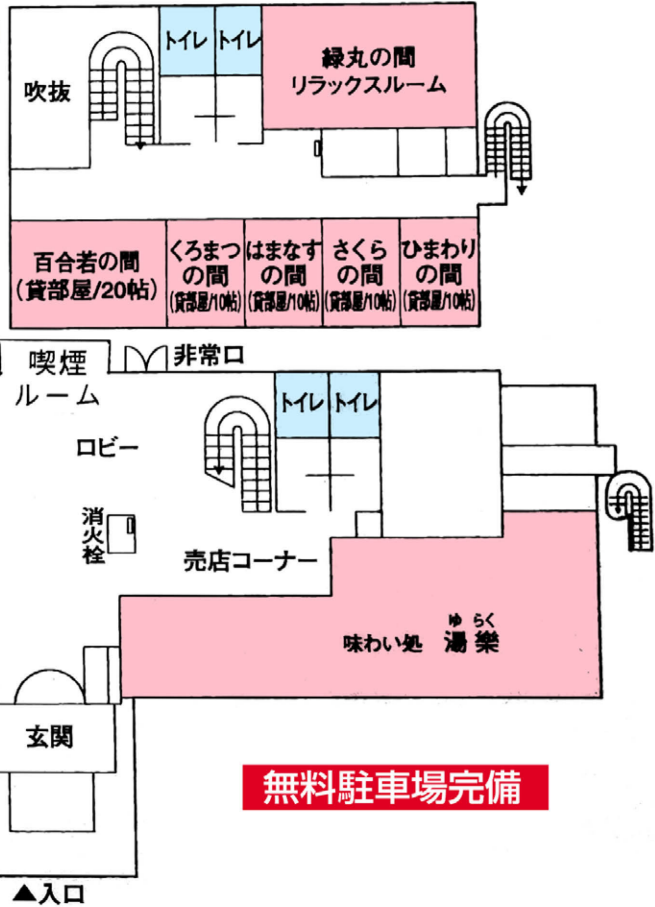 トイレ トイレ
緑丸の間
リラックスルーム
吹抜
百合若の間
(貸部屋/20帖)
くろまつ
の間
(貸部屋/10帖)
はまなす
の間
(貸部屋/10帖)
さくら
の間
(貸部屋/10帖)
ひまわり
の間
(貸部屋/10帖)
喫煙
ルーム
非常口
トイレ トイレ
ロビー
消火栓
売店コーナー
ゆ らく
味わい処 湯樂
玄関
無料駐車場完備
▲入口